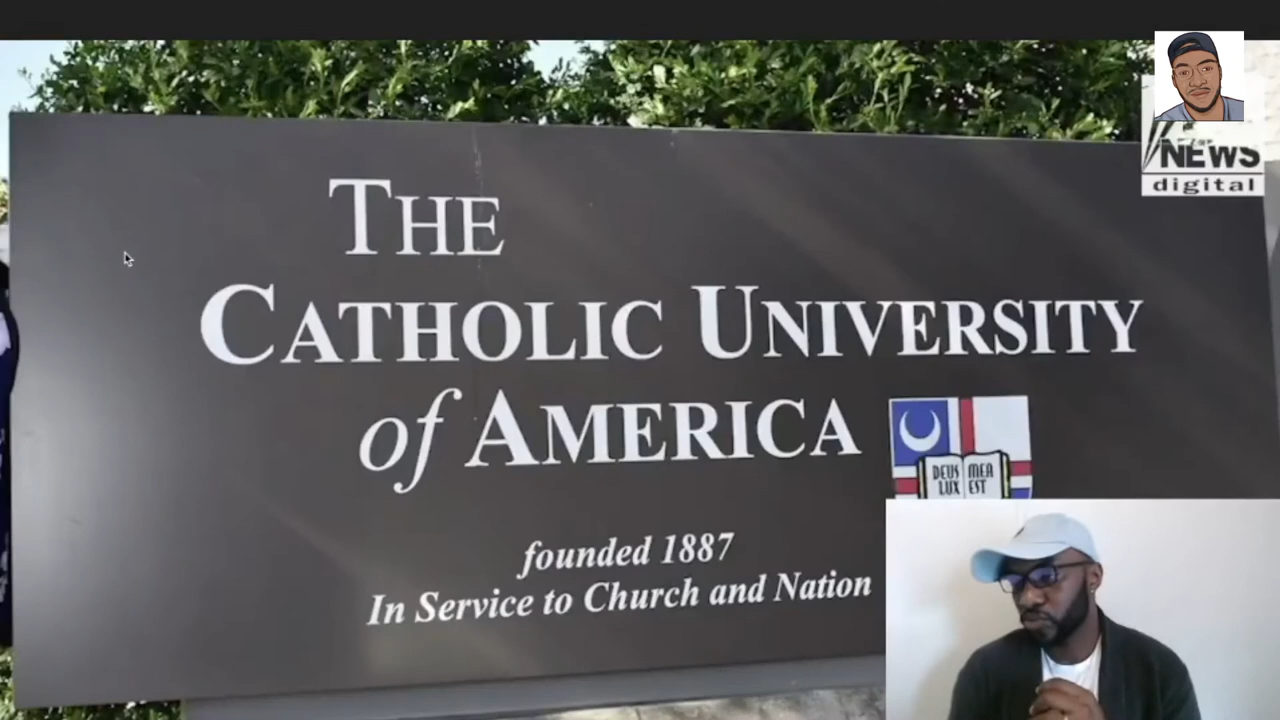 THE
CATHOLIC UNIVERSITY
of AMERICA
DEUS MEA
LUX EST
founded 1887
In Service to Church and Nation
NEWS
digital